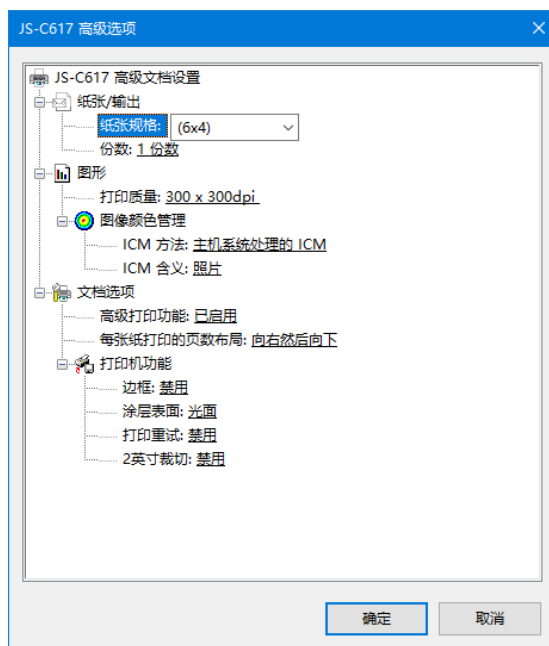 JS-C617 高级选项
JS-C617 高级文档设置
纸张/输出
纸张规格: (6x4)
份数: 1 份数
图形
打印质量: 300 x 300dpi
图像颜色管理
ICM 方法: 主机系统处理的 ICM
ICM 含义: 照片
文档选项
高级打印功能: 已启用
每张纸打印的页数布局: 向右然后向下
打印机功能
边框: 禁用
涂层表面: 光面
打印重试: 禁用
2英寸裁切: 禁用
确定 取消